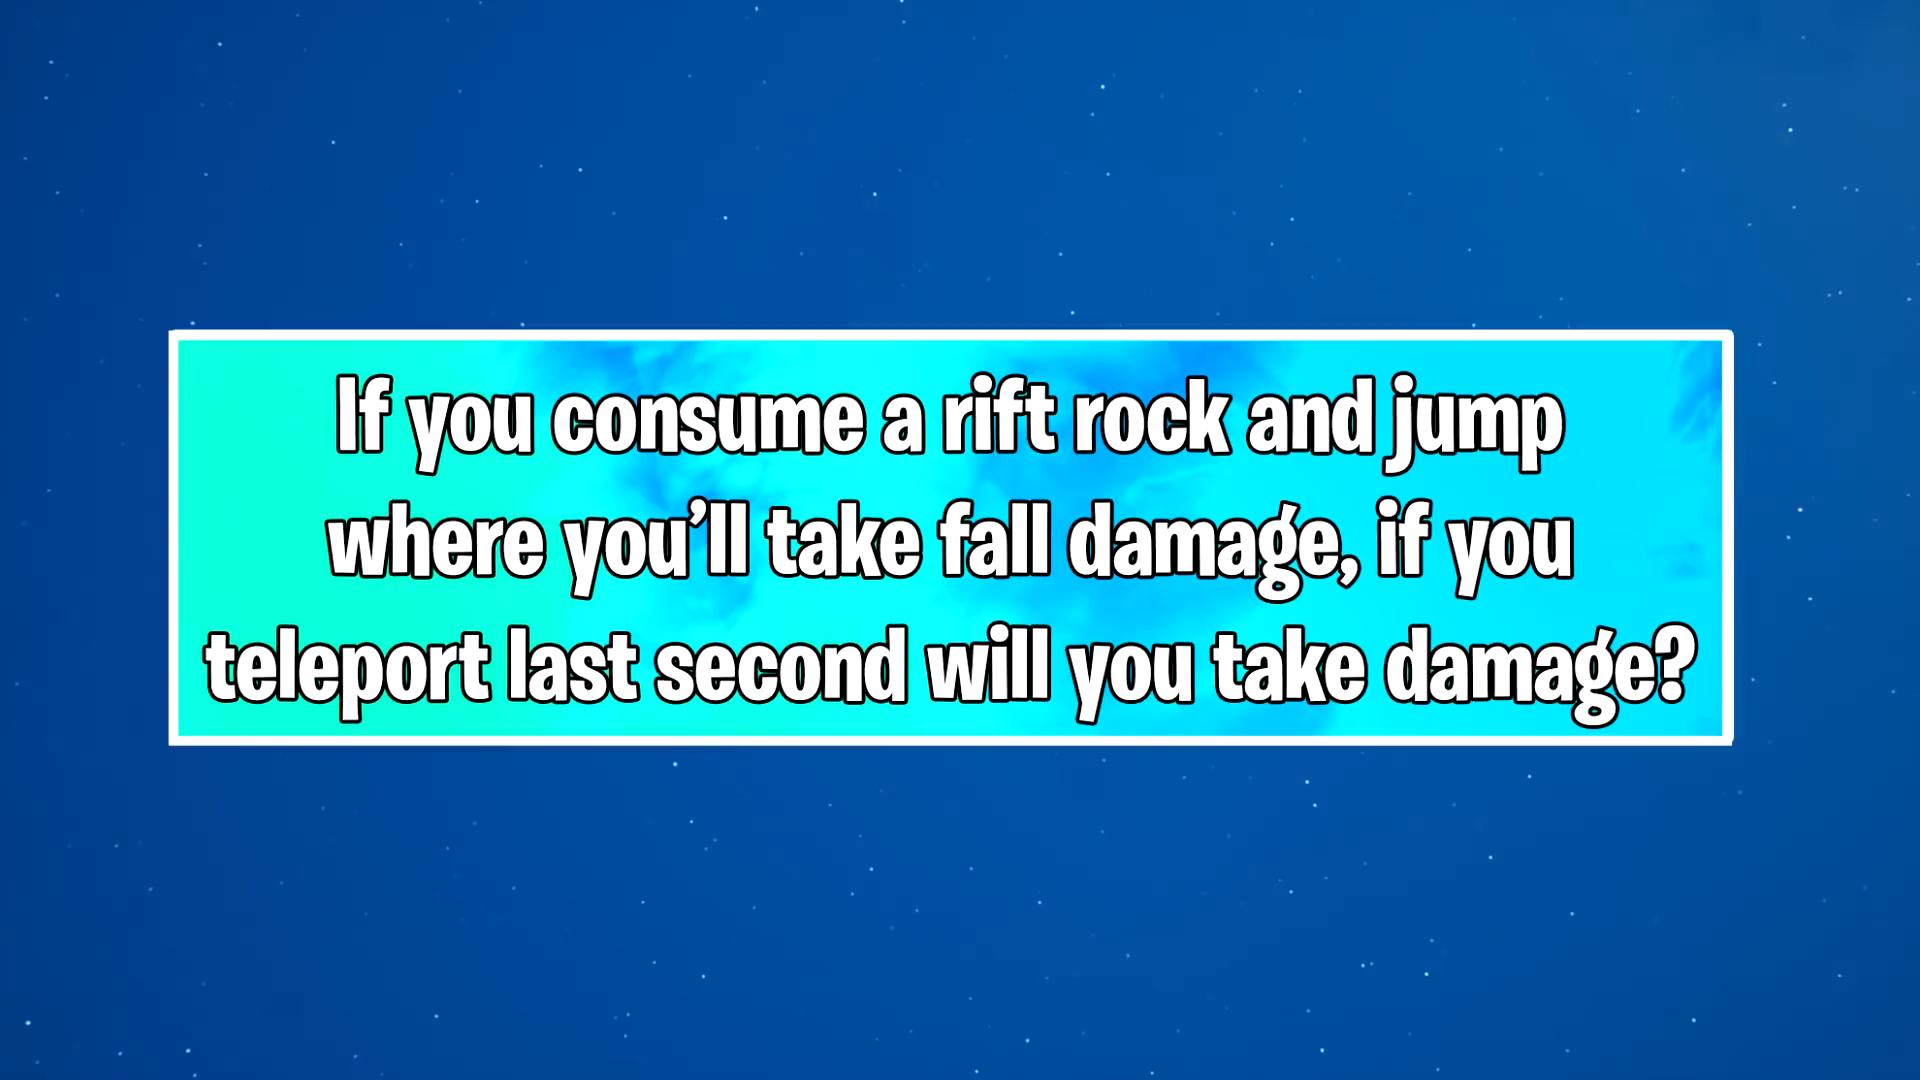 If you consume a rift rock and jump
where you’ll take fall damage, if you
teleport last second will you take damage?